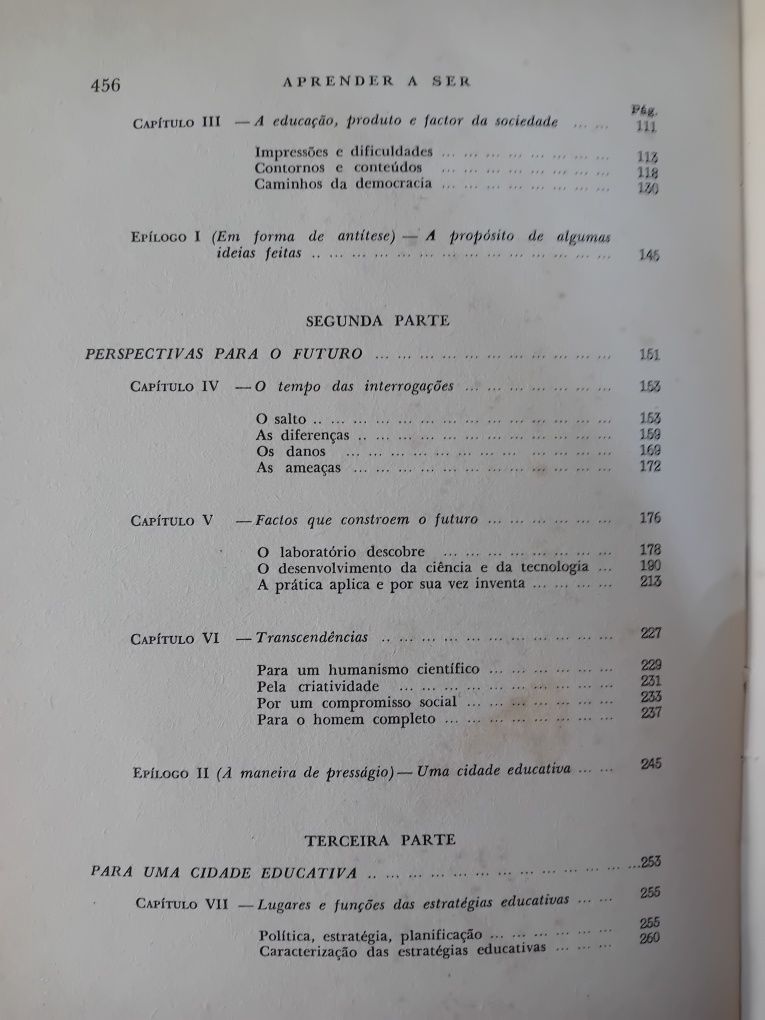 456 APRENDER A SER
Pág.
CAPÍTULO III — A educação, produto e factor da sociedade ... ... 111
Impressões e dificuldades ... ... ... ... ... ... ... ... ... 113
Contornos e conteúdos ... ... ... ... ... ... ... ... ... 118
Caminhos da democracia ... ... ... ... ... ... ... ... ... 130
EPÍLOGO I (Em forma de antítese) — A propósito de algumas
ideias feitas .. ... ... ... ... ... ... ... ... ... ... ... ... ... ... ... 145
SEGUNDA PARTE
PERSPECTIVAS PARA O FUTURO ... ... ... ... ... ... ... ... ... ... ... 151
CAPÍTULO IV — O tempo das interrogações ... ... ... ... ... ... ... 153
O salto .. ... ... ... ... ... ... ... ... ... ... ... ... ... 153
As diferenças .. ... ... ... ... ... ... ... ... ... ... ... 159
Os danos ... ... ... ... ... ... ... ... ... ... ... ... 169
As ameaças ... ... ... ... ... ... ... ... ... ... ... ... 172
CAPÍTULO V — Factos que constroem o futuro ... ... ... ... ... ... 176
O laboratório descobre ... ... ... ... ... ... ... ... 178
O desenvolvimento da ciência e da tecnologia ... 190
A prática aplica e por sua vez inventa ... ... ... ... 213
CAPÍTULO VI — Transcendências .. ... ... ... ... ... ... ... ... ... ... 227
Para um humanismo científico ... ... ... ... ... ... 229
Pela criatividade ... ... ... ... ... ... ... ... ... ... 231
Por um compromisso social ... ... ... ... ... ... ... 233
Para o homem completo ... ... ... ... ... ... ... ... 237
EPÍLOGO II (À maneira de presságio) — Uma cidade educativa ... ... 245
TERCEIRA PARTE
PARA UMA CIDADE EDUCATIVA .. ... ... ... ... ... ... ... ... ... ... ... ... 253
CAPÍTULO VII — Lugares e funções das estratégias educativas ... ... 255
Política, estratégia, planificação ... ... ... ... ... ... 255
Caracterização das estratégias educativas ... ... ... 260